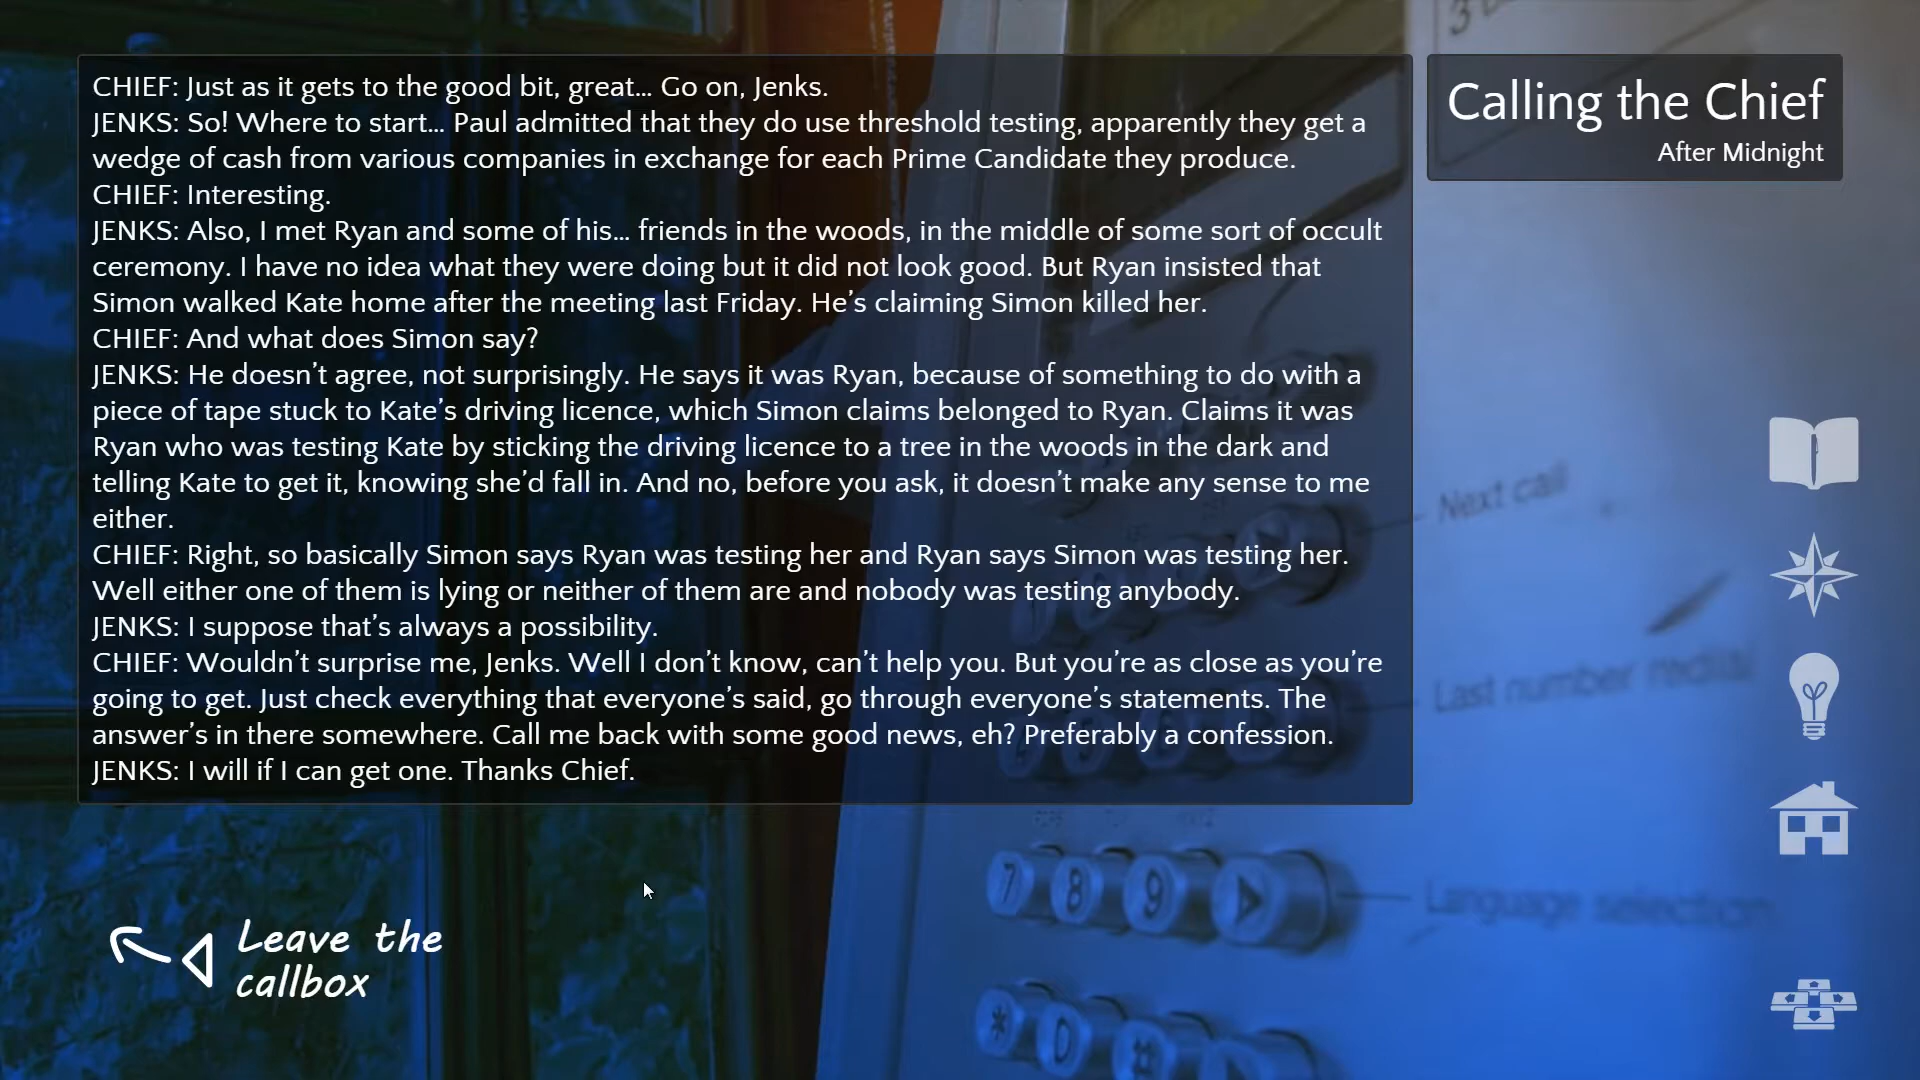 CHIEF: Just as it gets to the good bit, great... Go on, Jenks.
JENKS: So! Where to start... Paul admitted that they do use threshold testing, apparently they get a
wedge of cash from various companies in exchange for each Prime Candidate they produce.
CHIEF: Interesting.
JENKS: Also, I met Ryan and some of his... friends in the woods, in the middle of some sort of occult
ceremony. I have no idea what they were doing but it did not look good. But Ryan insisted that
Simon walked Kate home after the meeting last Friday. He's claiming Simon killed her.
CHIEF: And what does Simon say?
JENKS: He doesn't agree, not surprisingly. He says it was Ryan, because of something to do with a
piece of tape stuck to Kate's driving licence, which Simon claims belonged to Ryan. Claims it was
Ryan who was testing Kate by sticking the driving licence to a tree in the woods in the dark and
telling Kate to get it, knowing she'd fall in. And no, before you ask, it doesn't make any sense to me
either.
CHIEF: Right, so basically Simon says Ryan was testing her and Ryan says Simon was testing her.
Well either one of them is lying or neither of them are and nobody was testing anybody.
JENKS: I suppose that's always a possibility.
CHIEF: Wouldn't surprise me, Jenks. Well I don't know, can't help you. But you're as close as you're
going to get. Just check everything that everyone's said, go through everyone's statements. The
answer's in there somewhere. Call me back with some good news, eh? Preferably a confession.
JENKS: I will if I can get one. Thanks Chief.
Calling the Chief
After Midnight
Next call
Last number redial
7 8 9
Language selection
* 0 #
Leave the
callbox